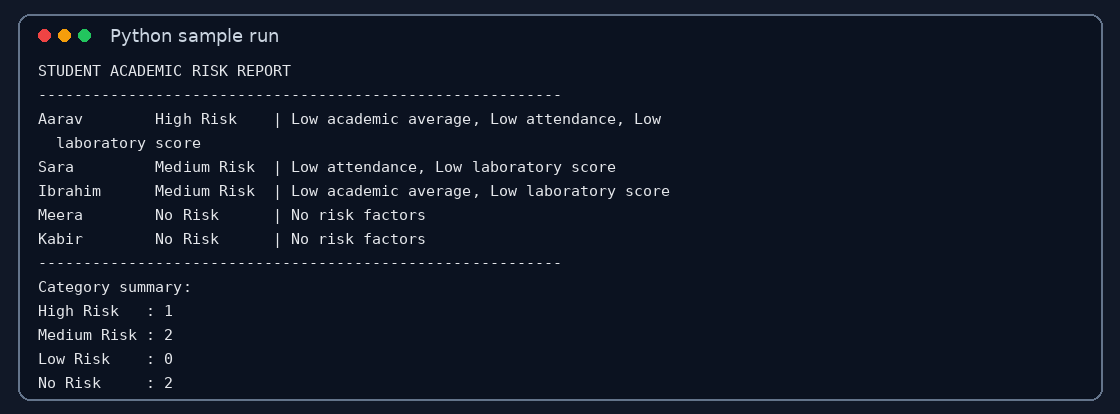 Python sample run
STUDENT ACADEMIC RISK REPORT
----------------------------------------------------------
Aarav        High Risk    | Low academic average, Low attendance, Low
  laboratory score
Sara         Medium Risk  | Low attendance, Low laboratory score
Ibrahim      Medium Risk  | Low academic average, Low laboratory score
Meera        No Risk      | No risk factors
Kabir        No Risk      | No risk factors
----------------------------------------------------------
Category summary:
High Risk   : 1
Medium Risk : 2
Low Risk    : 0
No Risk     : 2